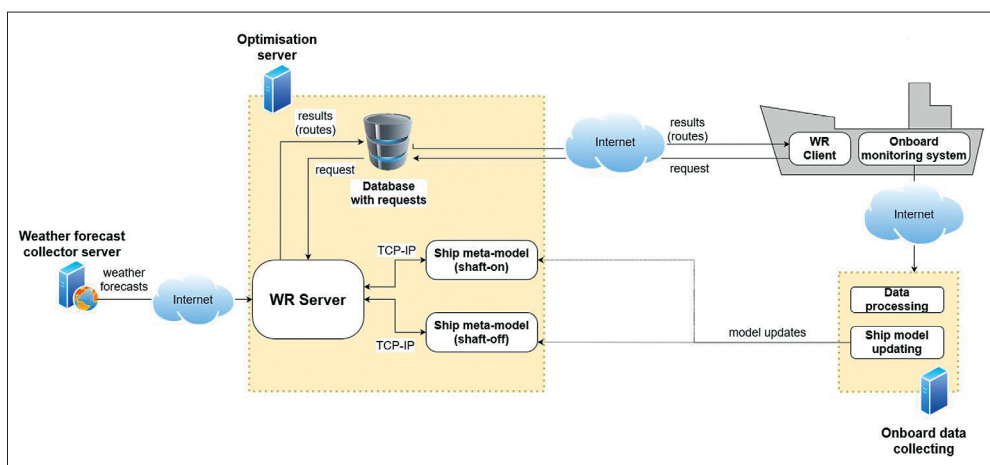 Optimisation
server
results
(routes)
request
Database
with requests
Internet
results
(routes)
request
WR
Client
Onboard
monitoring system
Internet
Weather forecast
collector server
weather
forecasts
Internet
WR Server
TCP-IP
Ship meta-model
(shaft-on)
TCP-IP
Ship meta-model
(shaft-off)
model updates
Data
processing
Ship model
updating
Onboard data
collecting